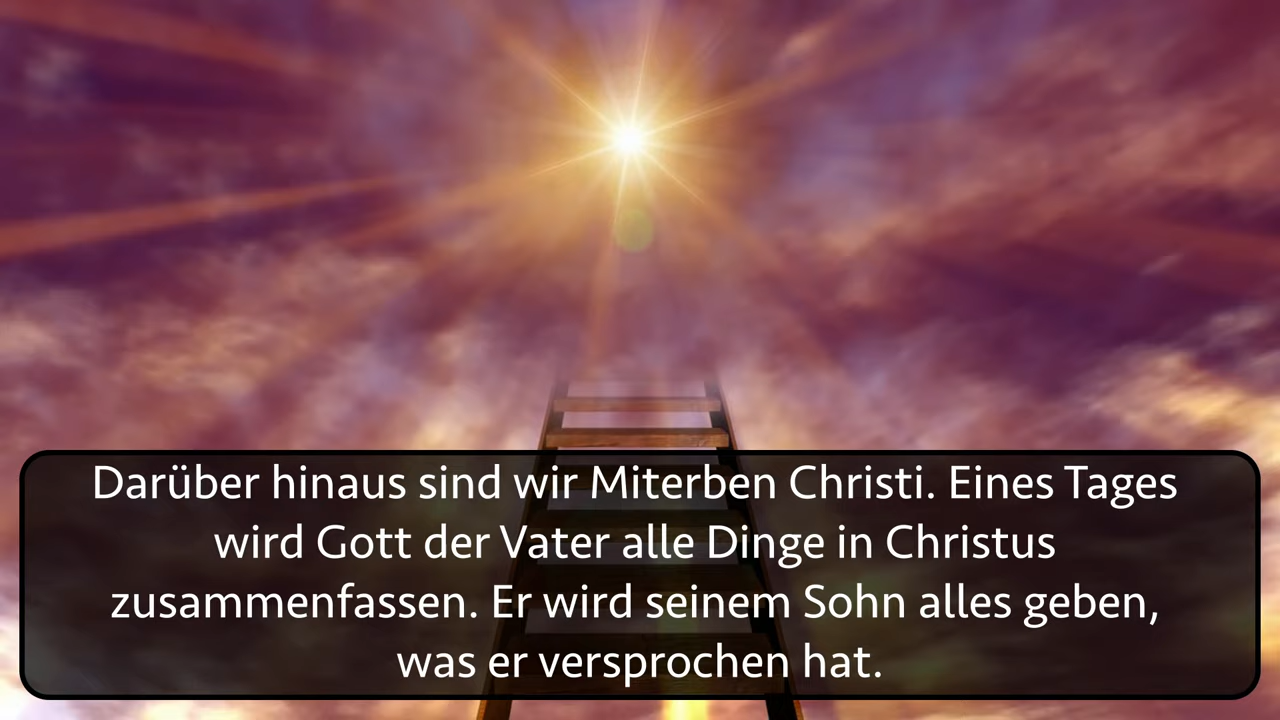 Darüber hinaus sind wir Miterben Christi. Eines Tages
wird Gott der Vater alle Dinge in Christus
zusammenfassen. Er wird seinem Sohn alles geben,
was er versprochen hat.